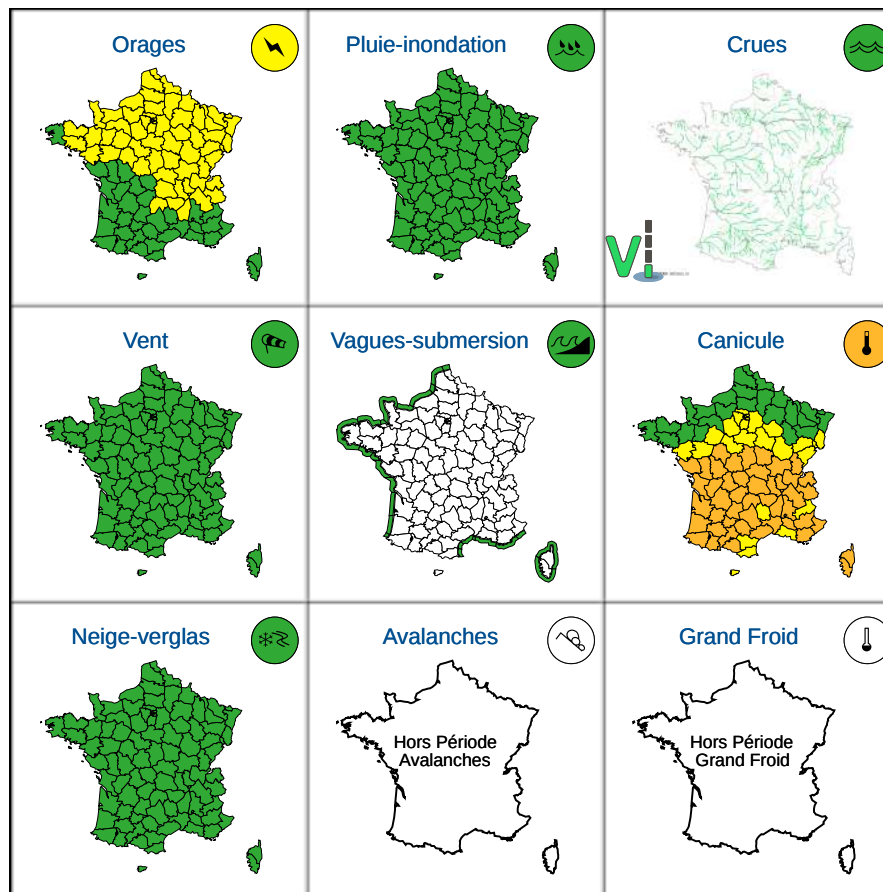 Orages
Pluie-inondation
Crues
Vi
Vent
Vagues-submersion
Canicule
Neige-verglas
Avalanches
Grand Froid
Hors Période
Avalanches
Hors Période
Grand Froid